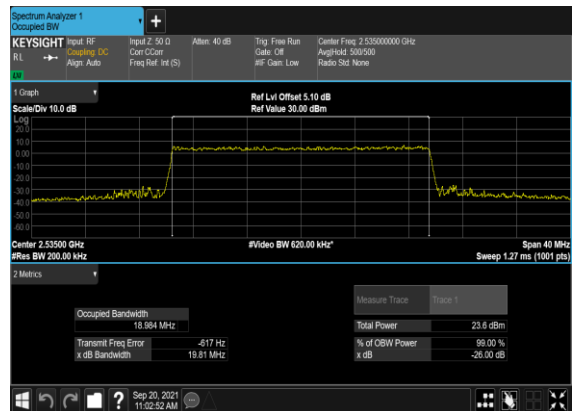 Spectrum Analyzer 1
Occupied BW
+
KEYSIGHT Input: RF Input Z: 50 Ω Atten: 40 dB Trig: Free Run Center Freq: 2.535000000 GHz
R L Coupling: DC Corr CCorr Gate: Off Avg|Hold: 500/500
Align: Auto Freq Ref: Int (S) #IF Gain: Low Radio Std: None
LW
1 Graph Ref Lvl Offset 5.10 dB
Scale/Div 10.0 dB Ref Value 30.00 dBm
Log
20.0
10.0
0.00
-10.0
-20.0
-30.0
-40.0
-50.0
-60.0
Center 2.53500 GHz #Video BW 620.00 kHz* Span 40 MHz
#Res BW 200.00 kHz Sweep 1.27 ms (1001 pts)
2 Metrics
Measure Trace Trace 1
Occupied Bandwidth
18.984 MHz Total Power 23.6 dBm
Transmit Freq Error -617 Hz % of OBW Power 99.00 %
x dB Bandwidth 19.81 MHz x dB -26.00 dB
? Sep 20, 2021
11:02:52 AM